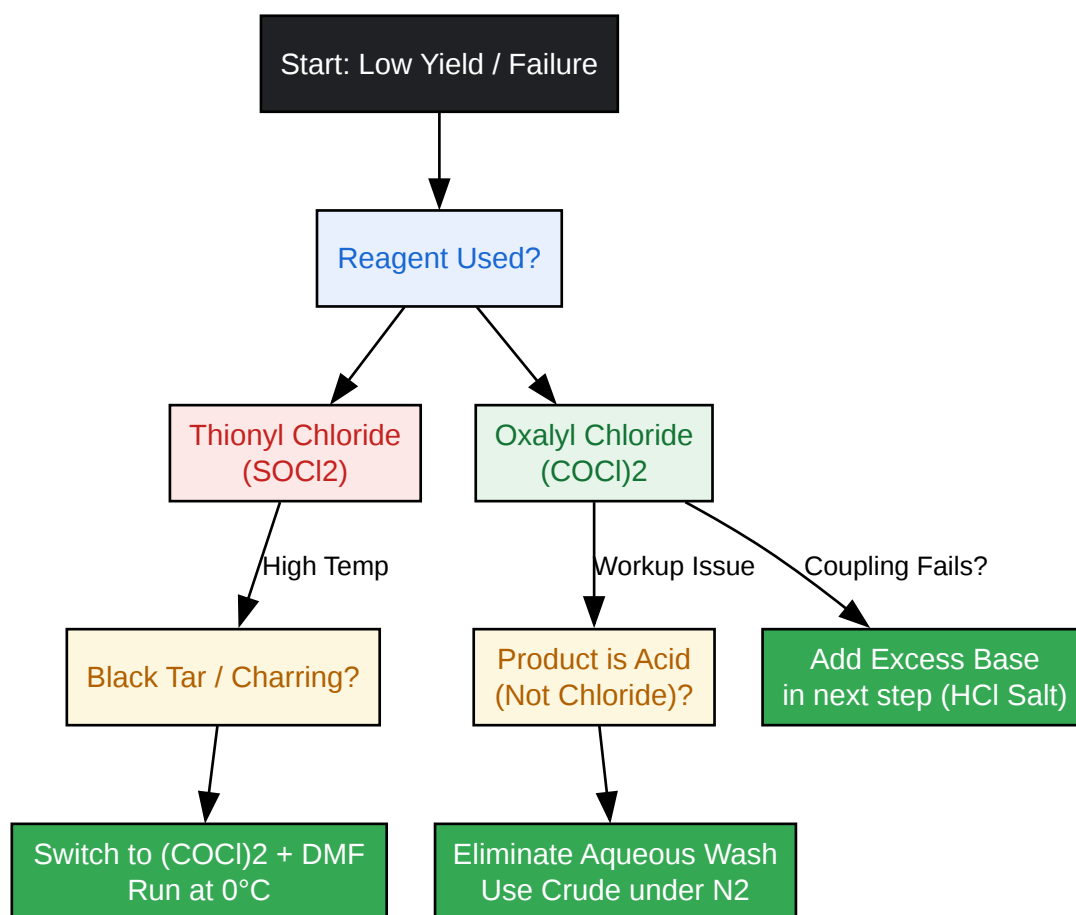 Start: Low Yield / Failure
Reagent Used?
Thionyl Chloride
(SOCl2)
Oxalyl Chloride
(COCl)2
High Temp
Workup Issue
Coupling Fails?
Black Tar / Charring?
Product is Acid
(Not Chloride)?
Add Excess Base
in next step (HCl Salt)
Switch to (COCl)2 + DMF
Run at 0°C
Eliminate Aqueous Wash
Use Crude under N2